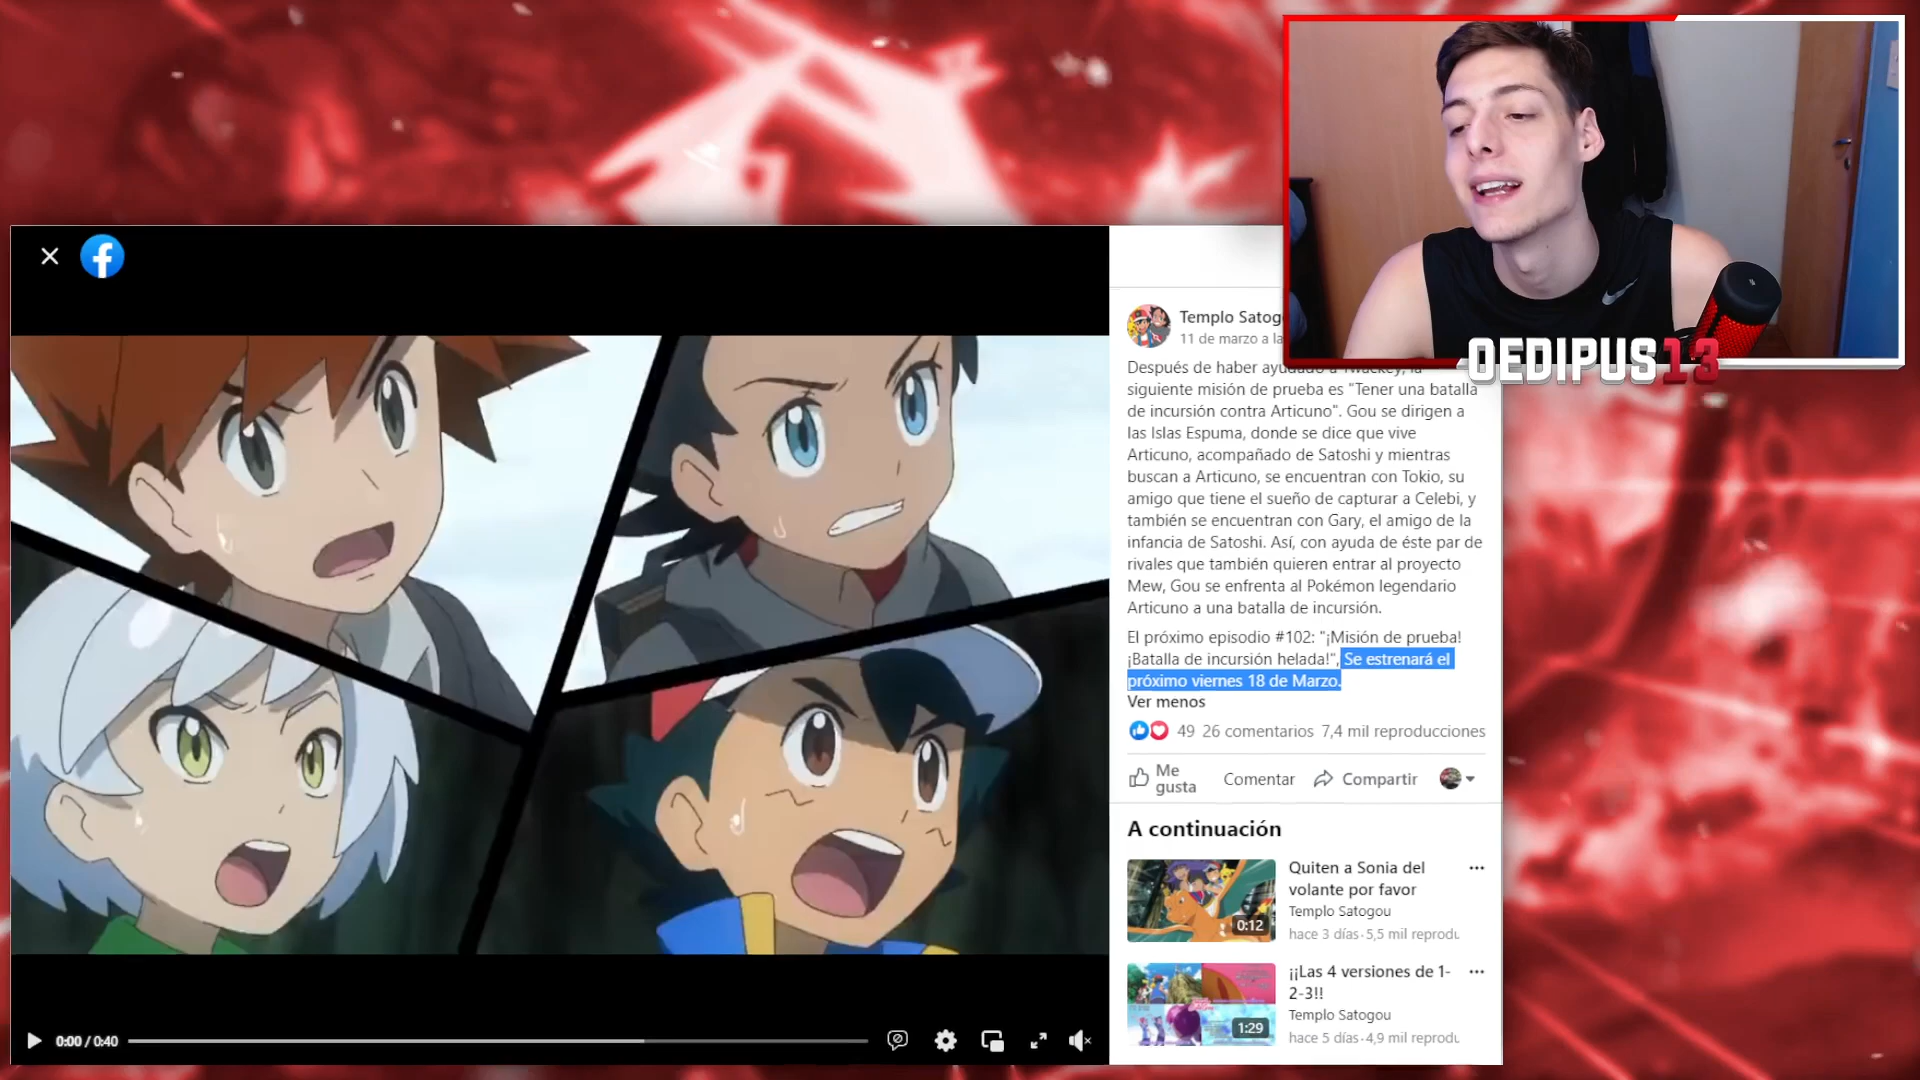 OEDIPUS13
Templo Satog
11 de marzo a la
Después de haber ayudado a Twackey, la
siguiente misión de prueba es "Tener una batalla
de incursión contra Articuno". Gou se dirigen a
las Islas Espuma, donde se dice que vive
Articuno, acompañado de Satoshi y mientras
buscan a Articuno, se encuentran con Tokio, su
amigo que tiene el sueño de capturar a Celebi, y
también se encuentran con Gary, el amigo de la
infancia de Satoshi. Así, con ayuda de éste par de
rivales que también quieren entrar al proyecto
Mew, Gou se enfrenta al Pokémon legendario
Articuno a una batalla de incursión.
El próximo episodio #102: "¡Misión de prueba!
¡Batalla de incursión helada!", Se estrenará el
próximo viernes 18 de Marzo.
Ver menos
49 26 comentarios 7,4 mil reproducciones
Me gusta
Comentar
Compartir
A continuación
Quiten a Sonia del
volante por favor
Templo Satogou
hace 3 días·5,5 mil reprodu
0:12
¡¡Las 4 versiones de 1-
2-3!!
Templo Satogou
hace 5 días·4,9 mil reprodu
1:29
0:00 / 0:40